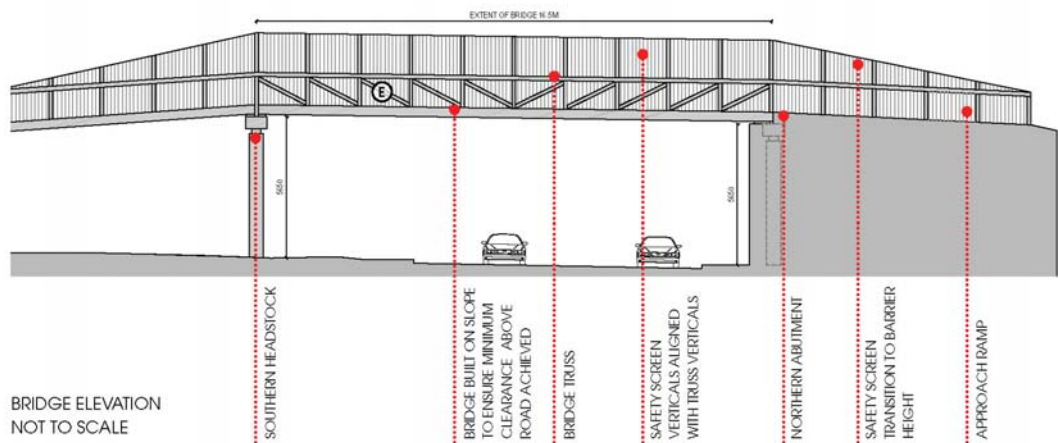 EXTENT OF BRIDGE 16.5M
E
5650
5650
SOUTHERN HEADSTOCK
BRIDGE BUILT ON SLOPE
TO ENSURE MINIMUM
CLEARANCE ABOVE
ROAD ACHIEVED
BRIDGE TRUSS
SAFETY SCREEN
VERTICALS ALIGNED
WITH TRUSS VERTICALS
NORTHERN ABUTMENT
SAFETY SCREEN
TRANSITION TO BARRIER
HEIGHT
APPROACH RAMP
BRIDGE ELEVATION
NOT TO SCALE